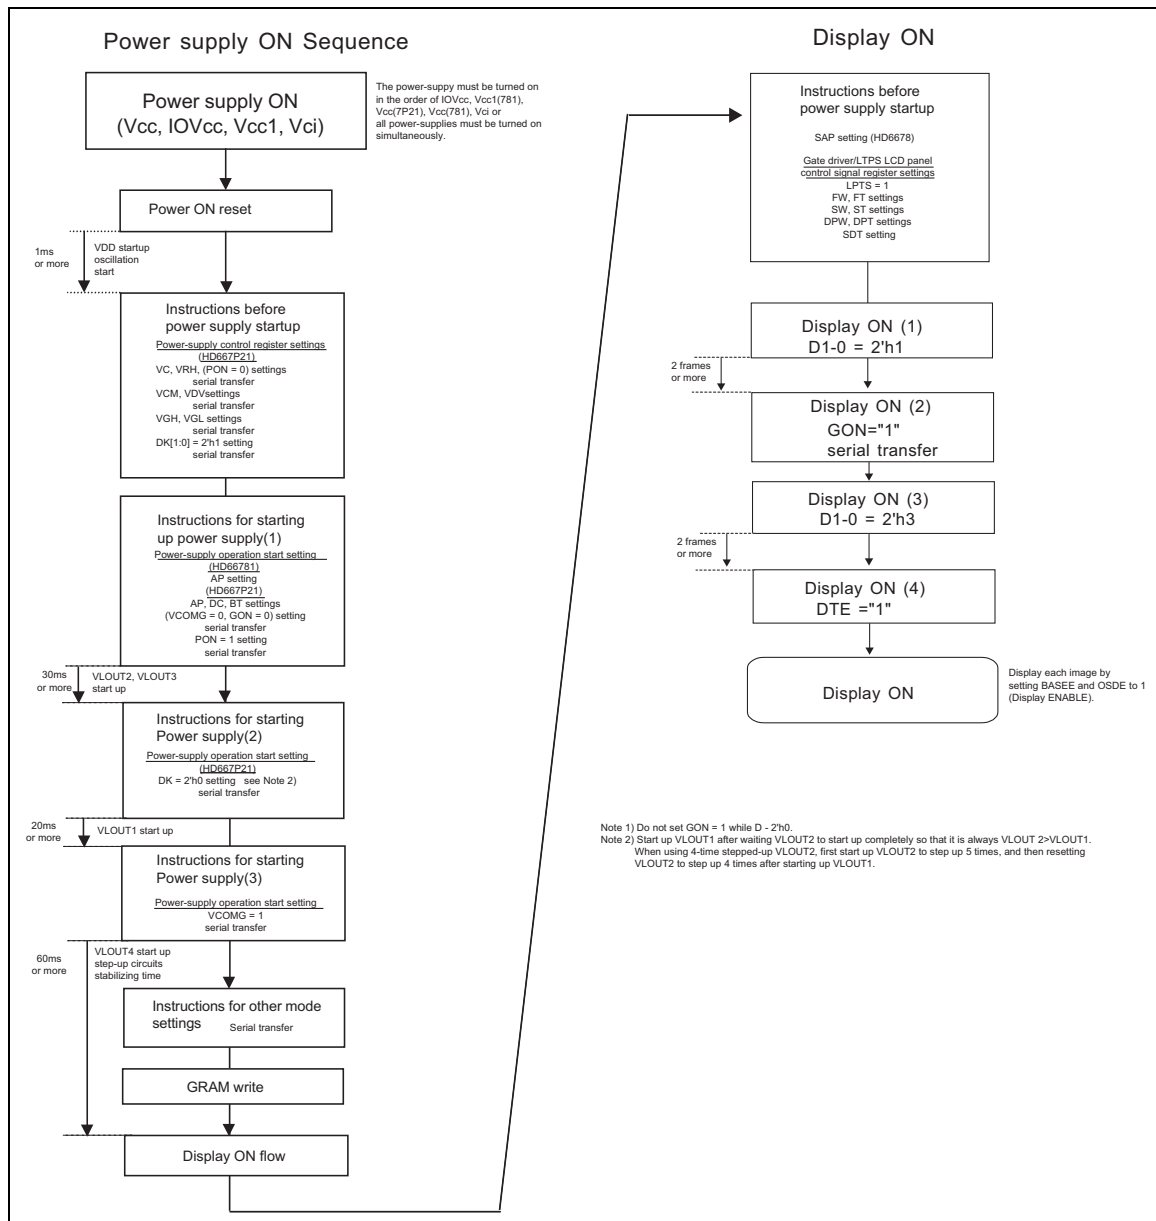 Power supply ON Sequence
Power supply ON
(Vcc, IOVcc, Vcc1, Vci)
The power-suppy must be turned on
in the order of IOVcc, Vcc1(781),
Vcc(7P21), Vcc(781), Vci or
all power-supplies must be turned on
simultaneously.
Power ON reset
1ms
or more
VDD startup
oscillation
start
Instructions before
power supply startup
Power-supply control register settings
(HD667P21)
VC, VRH, (PON = 0) settings
serial transfer
VCM, VDVsettings
serial transfer
VGH, VGL settings
serial transfer
DK[1:0] = 2'h1 setting
serial transfer
Instructions for starting
up power supply(1)
Power-supply operation start setting
(HD66781)
AP setting
(HD667P21)
AP, DC, BT settings
(VCOMG = 0, GON = 0) setting
serial transfer
PON = 1 setting
serial transfer
30ms
or more
VLOUT2, VLOUT3
start up
Instructions for starting
Power supply(2)
Power-supply operation start setting
(HD667P21)
DK = 2'h0 setting see Note 2)
serial transfer
20ms
or more
VLOUT1 start up
Instructions for starting
Power supply(3)
Power-supply operation start setting
VCOMG = 1
serial transfer
60ms
or more
VLOUT4 start up
step-up circuits
stabilizing time
Instructions for other mode
settings Serial transfer
GRAM write
Display ON flow
Display ON
Instructions before
power supply startup
SAP setting (HD6678)
Gate driver/LTPS LCD panel
control signal register settings
LPTS = 1
FW, FT settings
SW, ST settings
DPW, DPT settings
SDT setting
Display ON (1)
D1-0 = 2'h1
2 frames
or more
Display ON (2)
GON="1"
serial transfer
Display ON (3)
D1-0 = 2'h3
2 frames
or more
Display ON (4)
DTE ="1"
Display ON
Display each image by
setting BASEE and OSDE to 1
(Display ENABLE).
Note 1) Do not set GON = 1 while D - 2'h0.
Note 2) Start up VLOUT1 after waiting VLOUT2 to start up completely so that it is always VLOUT 2>VLOUT1.
When using 4-time stepped-up VLOUT2, first start up VLOUT2 to step up 5 times, and then resetting
VLOUT2 to step up 4 times after starting up VLOUT1.